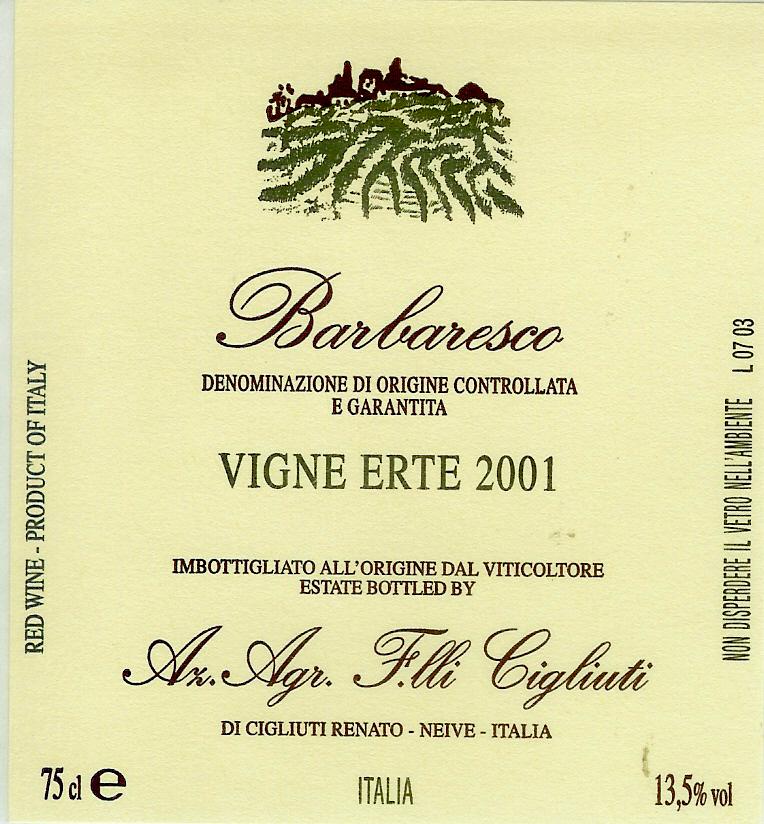 Barbaresco
DENOMINAZIONE DI ORIGINE CONTROLLATA
E GARANTITA
VIGNE ERTE 2001
IMBOTTIGLIATO ALL'ORIGINE DAL VITICOLTORE
ESTATE BOTTLED BY
Az. Agr. F.lli Cigliuti
DI CIGLIUTI RENATO - NEIVE - ITALIA
75 cl e
ITALIA
13,5% vol
RED WINE - PRODUCT OF ITALY
NON DISPERDERE IL VETRO NELL'AMBIENTE L 07 03